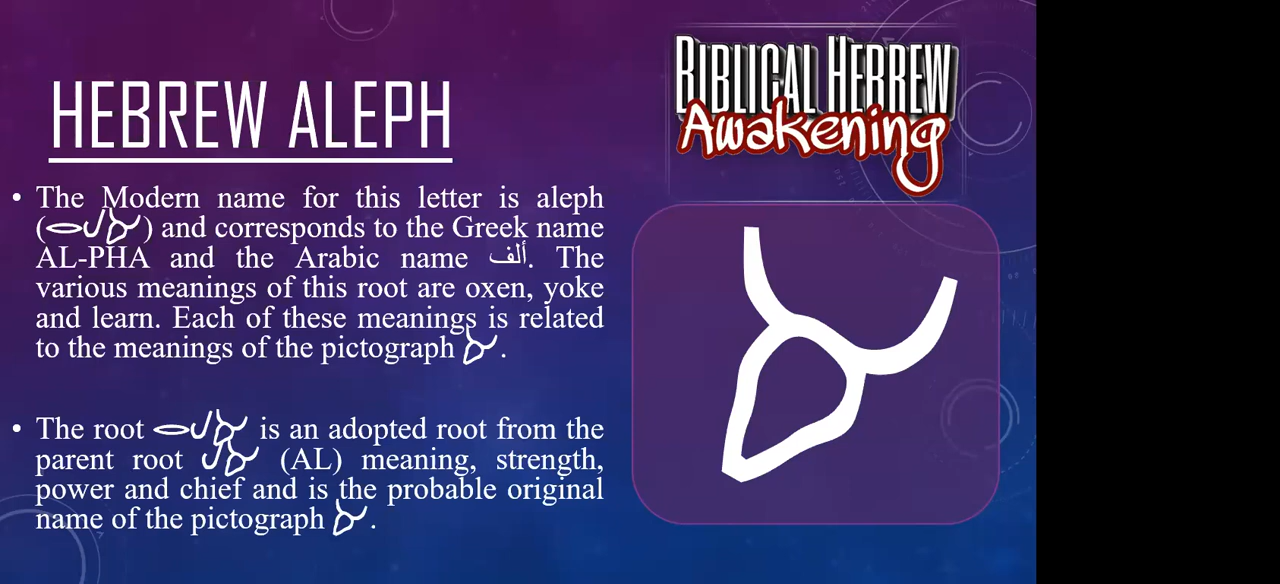 HEBREW ALEPH
BIBLICAL HEBREW
Awakening
• The Modern name for this letter is aleph
() and corresponds to the Greek name
AL-PHA and the Arabic name ألف. The
various meanings of this root are oxen, yoke
and learn. Each of these meanings is related
to the meanings of the pictograph .
• The root is an adopted root from the
parent root (AL) meaning, strength,
power and chief and is the probable original
name of the pictograph .